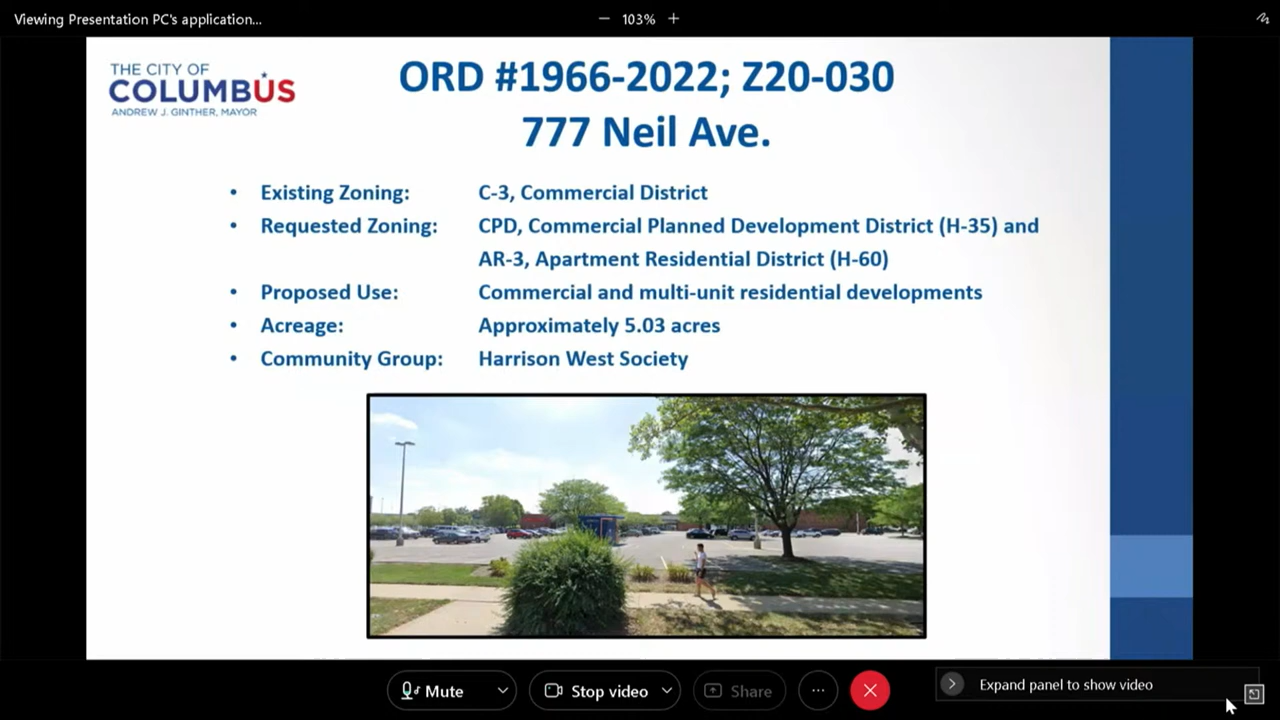 Viewing Presentation PC's application...
103%
THE CITY OF
COLUMBUS
ANDREW J. GINTHER, MAYOR
ORD #1966-2022; Z20-030
777 Neil Ave.
• Existing Zoning: C-3, Commercial District
• Requested Zoning: CPD, Commercial Planned Development District (H-35) and
AR-3, Apartment Residential District (H-60)
• Proposed Use: Commercial and multi-unit residential developments
• Acreage: Approximately 5.03 acres
• Community Group: Harrison West Society
Mute
Stop video
Share
Expand panel to show video